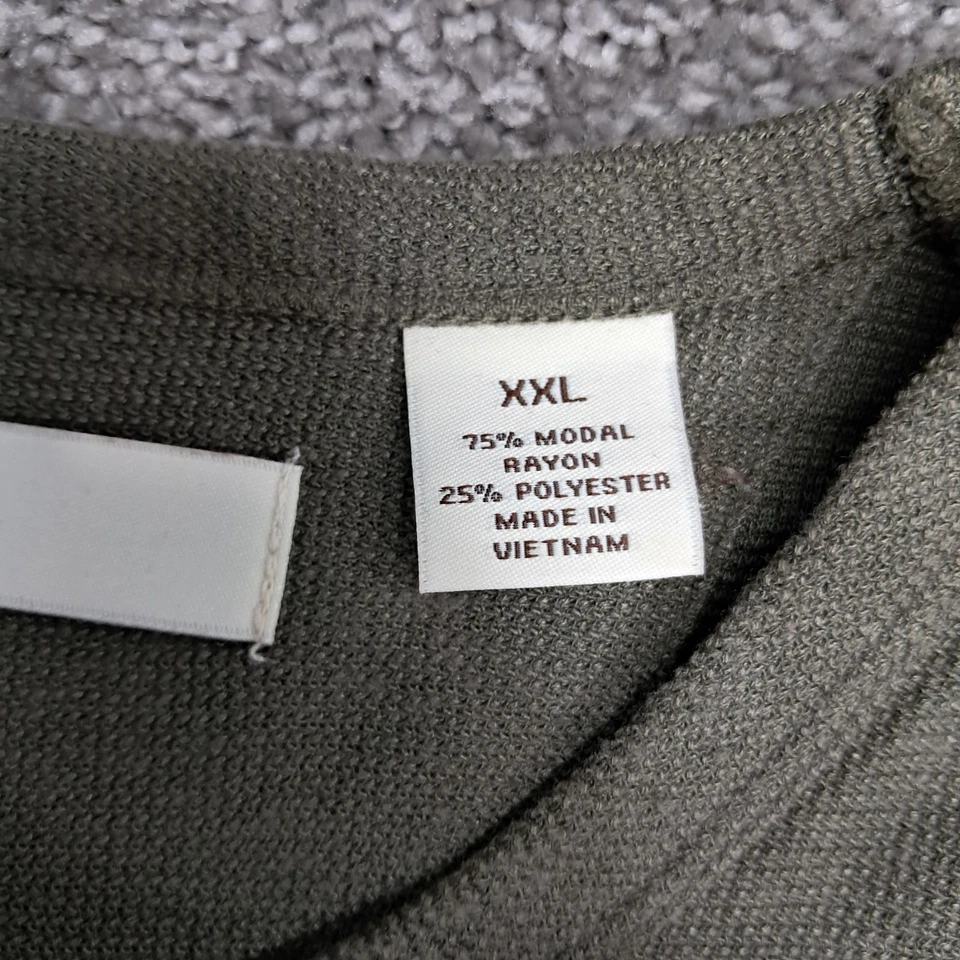 XXL
75% MODAL
RAYON
25% POLYESTER
MADE IN
VIETNAM